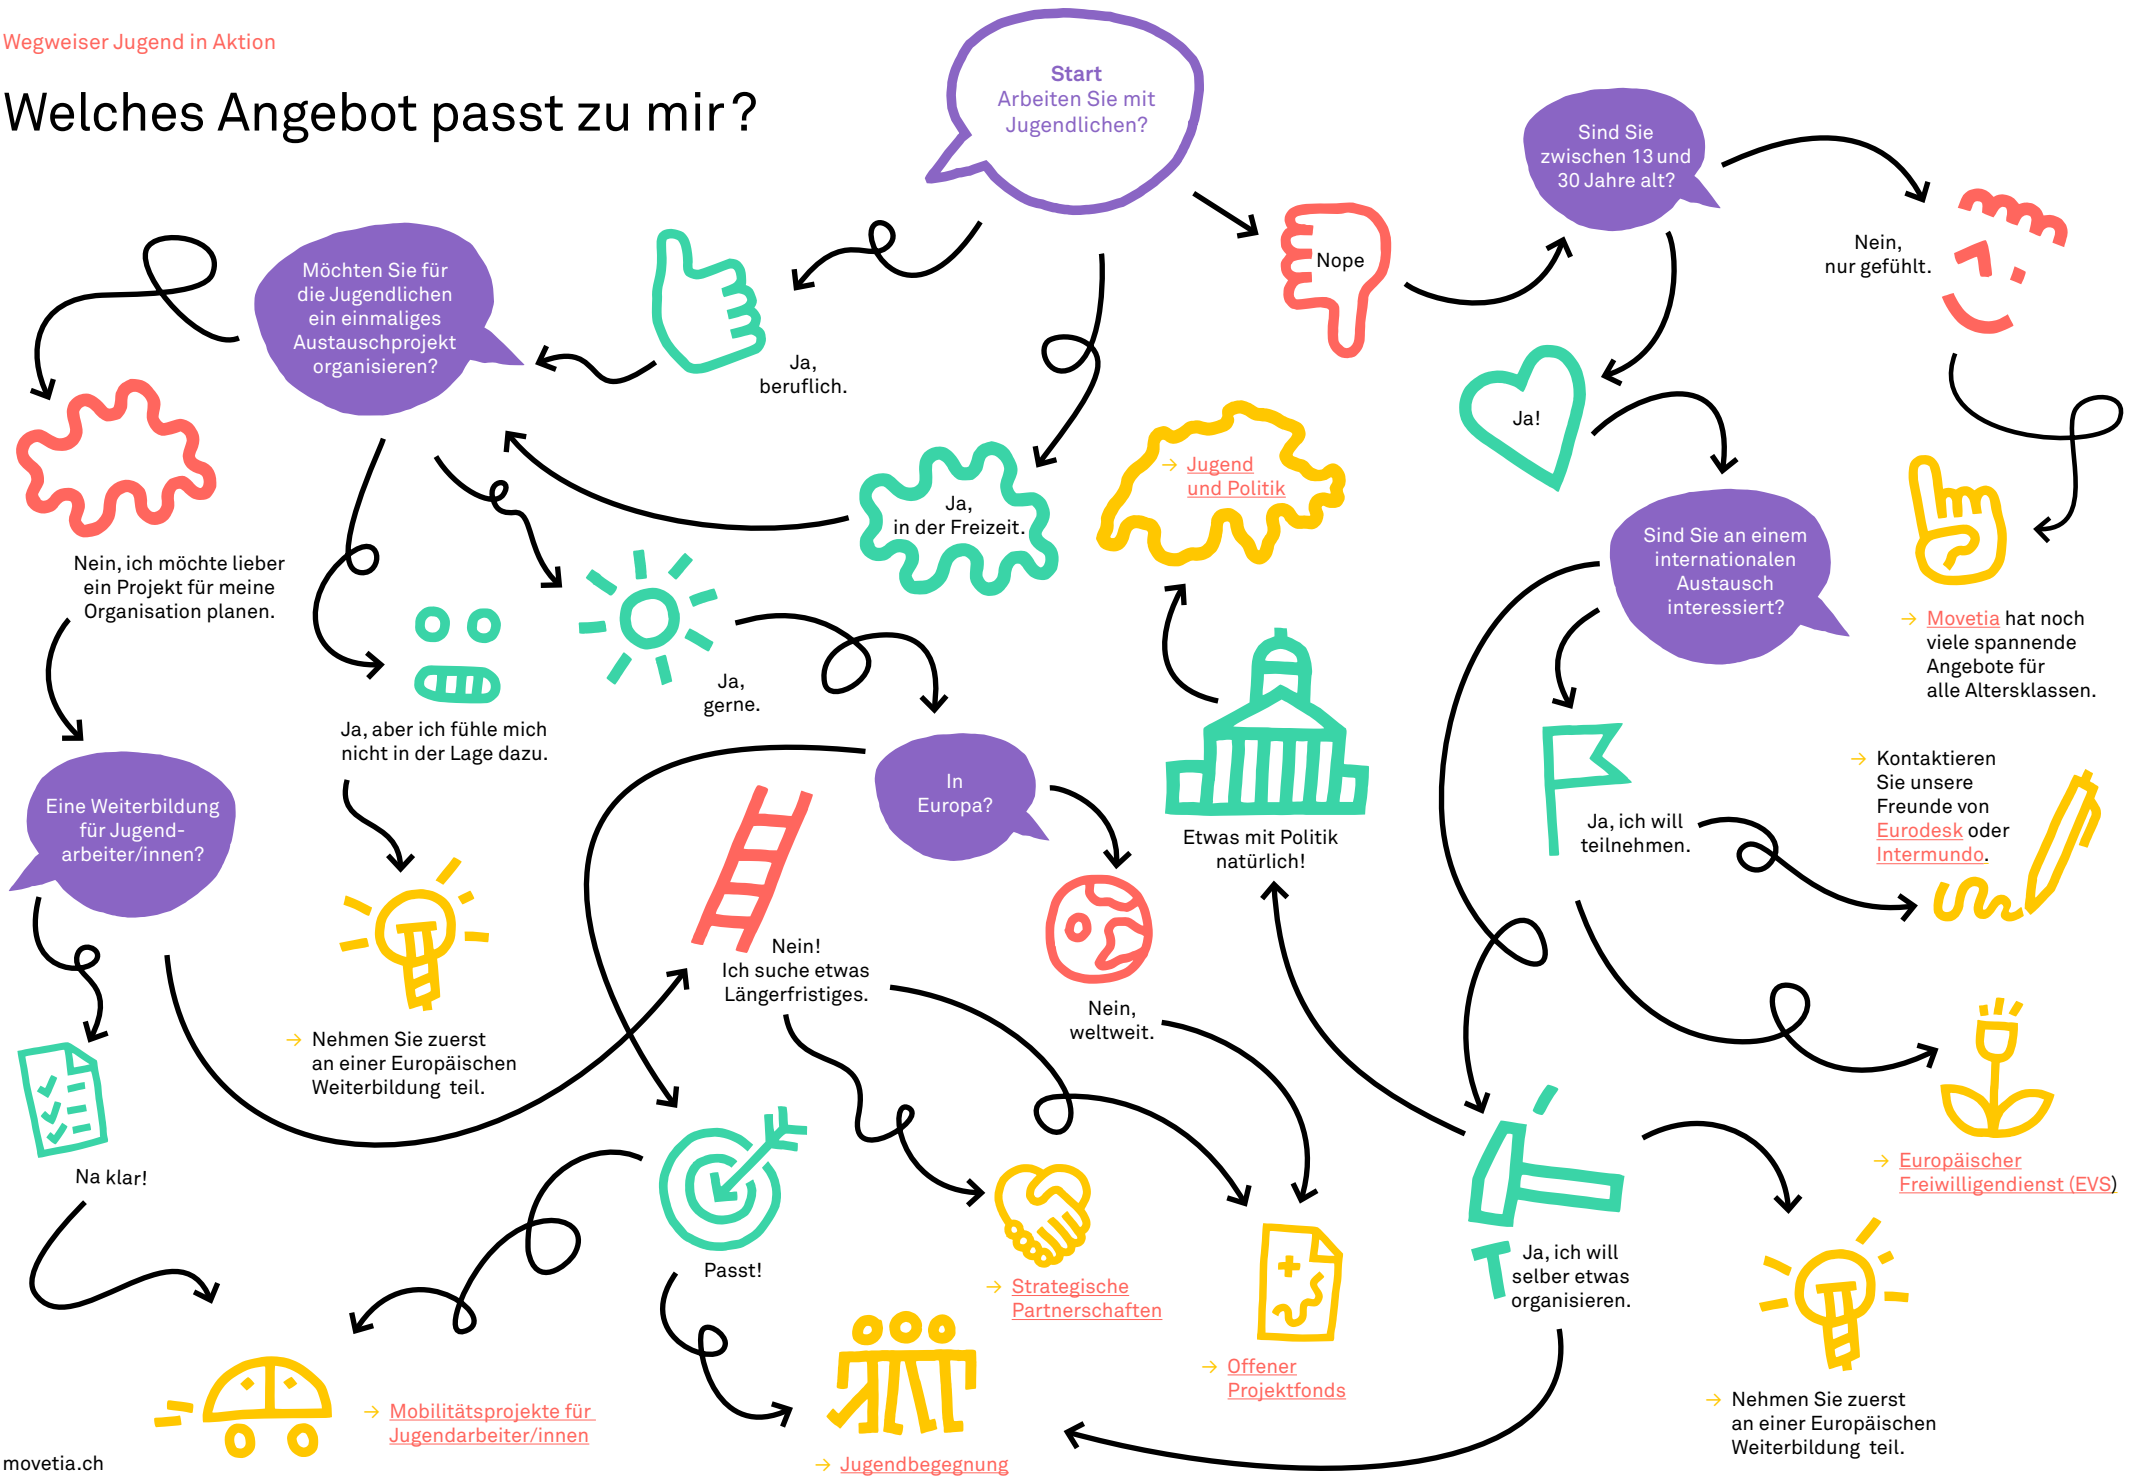 Wegweiser Jugend in Aktion
Welches Angebot passt zu mir?
Start
Arbeiten Sie mit
Jugendlichen?
Sind Sie
zwischen 13 und
30 Jahre alt?
Nope
Nein,
nur gefühlt.
Möchten Sie für
die Jugendlichen
ein einmaliges
Austauschprojekt
organisieren?
Ja,
beruflich.
Ja!
→ Jugend
und Politik
Ja,
in der Freizeit.
Sind Sie an einem
internationalen
Austausch
interessiert?
Nein, ich möchte lieber
ein Projekt für meine
Organisation planen.
→ Movetia hat noch
viele spannende
Angebote für
alle Altersklassen.
Ja,
gerne.
Ja, aber ich fühle mich
nicht in der Lage dazu.
In
Europa?
Eine Weiterbildung
für Jugend-
arbeiter/innen?
Etwas mit Politik
natürlich!
Ja, ich will
teilnehmen.
→ Kontaktieren
Sie unsere
Freunde von
Eurodesk oder
Intermundo.
Nein!
Ich suche etwas
Längerfristiges.
Nein,
weltweit.
→ Nehmen Sie zuerst
an einer Europäischen
Weiterbildung teil.
Na klar!
→ Europäischer
Freiwilligendienst (EVS)
Passt!
→ Strategische
Partnerschaften
Ja, ich will
selber etwas
organisieren.
→ Offener
Projektfonds
→ Mobilitätsprojekte für
Jugendarbeiter/innen
→ Nehmen Sie zuerst
an einer Europäischen
Weiterbildung teil.
→ Jugendbegegnung
movetia.ch